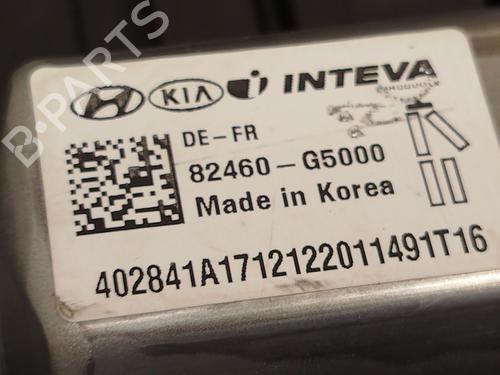 B-PARTS
KIA INTEVA
DE-FR
82460-G5000
Made in Korea
402841A1712122011491T16